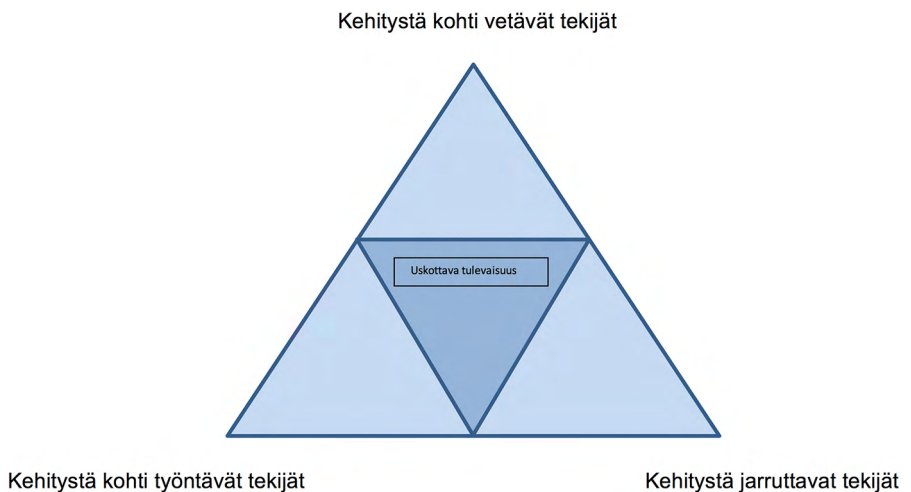 Kehitystä kohti vetävät tekijät
Uskottava tulevaisuus
Kehitystä kohti työntävät tekijät
Kehitystä jarruttavat tekijät